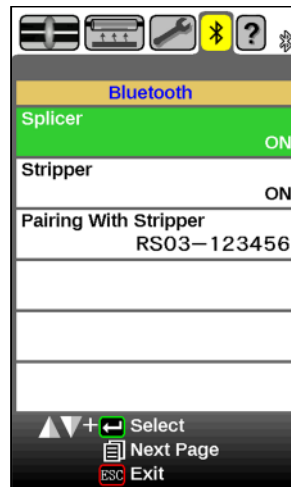 ?
Bluetooth
Splicer
ON
Stripper
ON
Pairing With Stripper
RS03-123456
+ Select
Next Page
ESC Exit